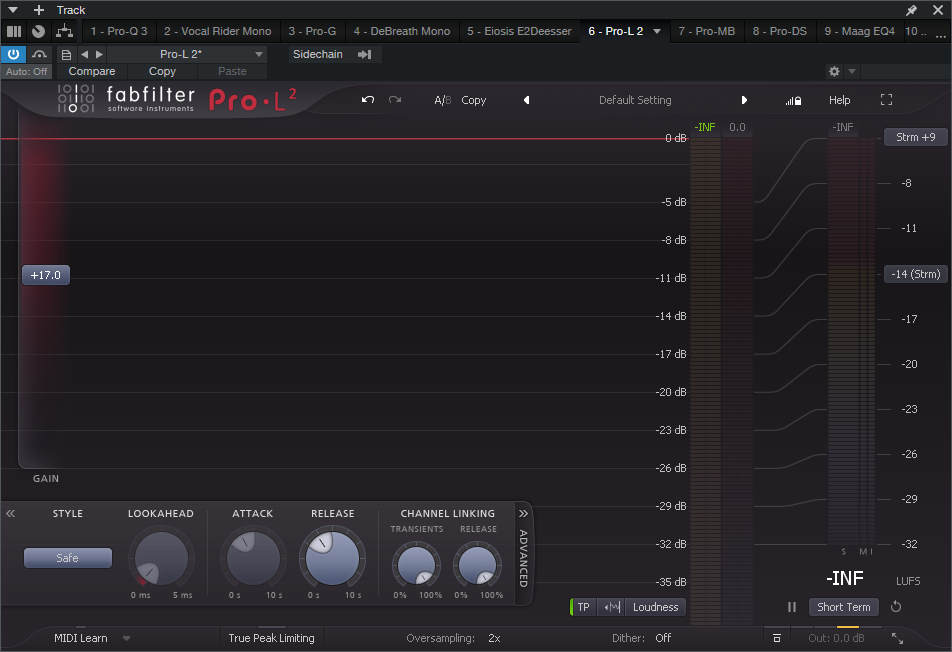 Track
1 - Pro-Q 3 2 - Vocal Rider Mono 3 - Pro-G 4 - DeBreath Mono 5 - Eiosis E2Deesser 6 - Pro-L 2 7 - Pro-MB 8 - Pro-DS 9 - Maag EQ4 10 .. ...
Pro-L 2* Sidechain
Auto: Off Compare Copy Paste
fabfilter Pro·L 2
software instruments
A/B Copy Default Setting Help
-INF 0.0 -INF
0 dB Strm +9
-5 dB -8
-8 dB -11
+17.0 -11 dB -14 (Strm)
-14 dB -17
-17 dB -20
-20 dB -23
-23 dB -26
-26 dB -29
GAIN
-29 dB
STYLE LOOKAHEAD ATTACK RELEASE CHANNEL LINKING
TRANSIENTS RELEASE
ADVANCED
-32 dB -32
S M I
Safe
-35 dB -INF LUFS
0 ms 5 ms 0 s 10 s 0 s 10 s 0% 100% 0% 100%
TP Loudness Short Term
MIDI Learn True Peak Limiting Oversampling: 2x Dither: Off Out: 0.0 dB